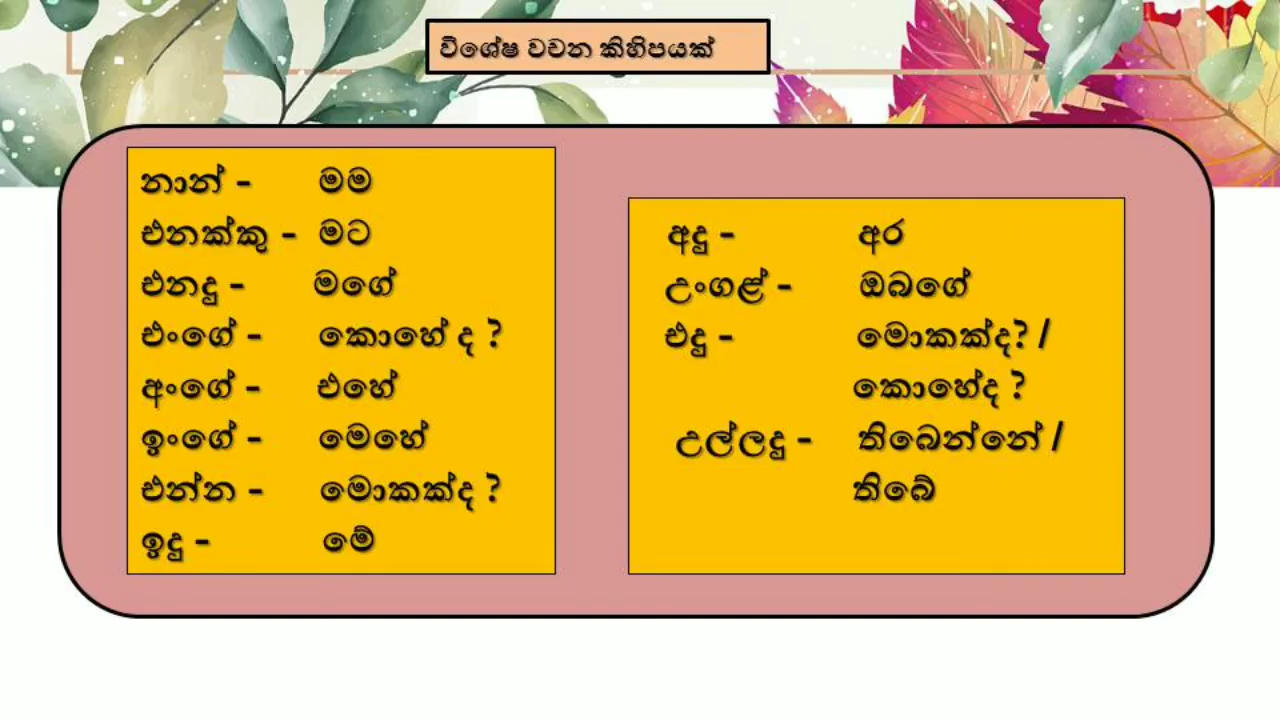 විශේෂ වචන කිහිපයක්
නාන් - මම
එනක්කු - මට
එනදු - මගේ
එංගේ - කොහේ ද ?
අංගේ - එහේ
ඉංගේ - මෙහේ
එන්න - මොකක්ද ?
ඉදු - මේ
අදු - අර
උංගළ් - ඔබගේ
එදු - මොකක්ද? /
කොහේද ?
උල්ලදු - තිබෙන්නේ /
තිබේ